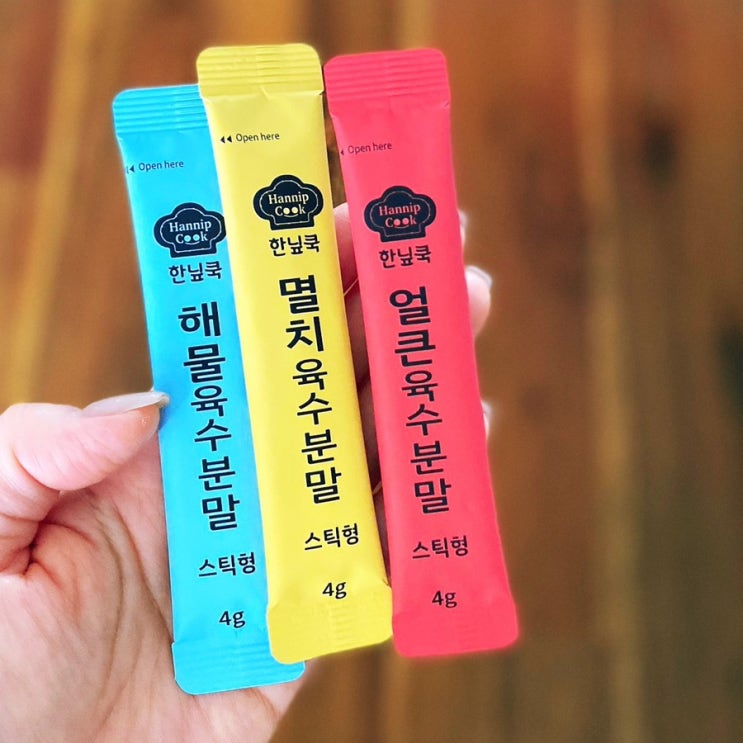 Open here
Hannip
Cook
한닢쿡
해물육수분말
스틱형
4g
Open here
Hannip
Cook
한닢쿡
멸치육수분말
스틱형
4g
Open here
Hannip
Cook
한닢쿡
얼큰육수분말
스틱형
4g